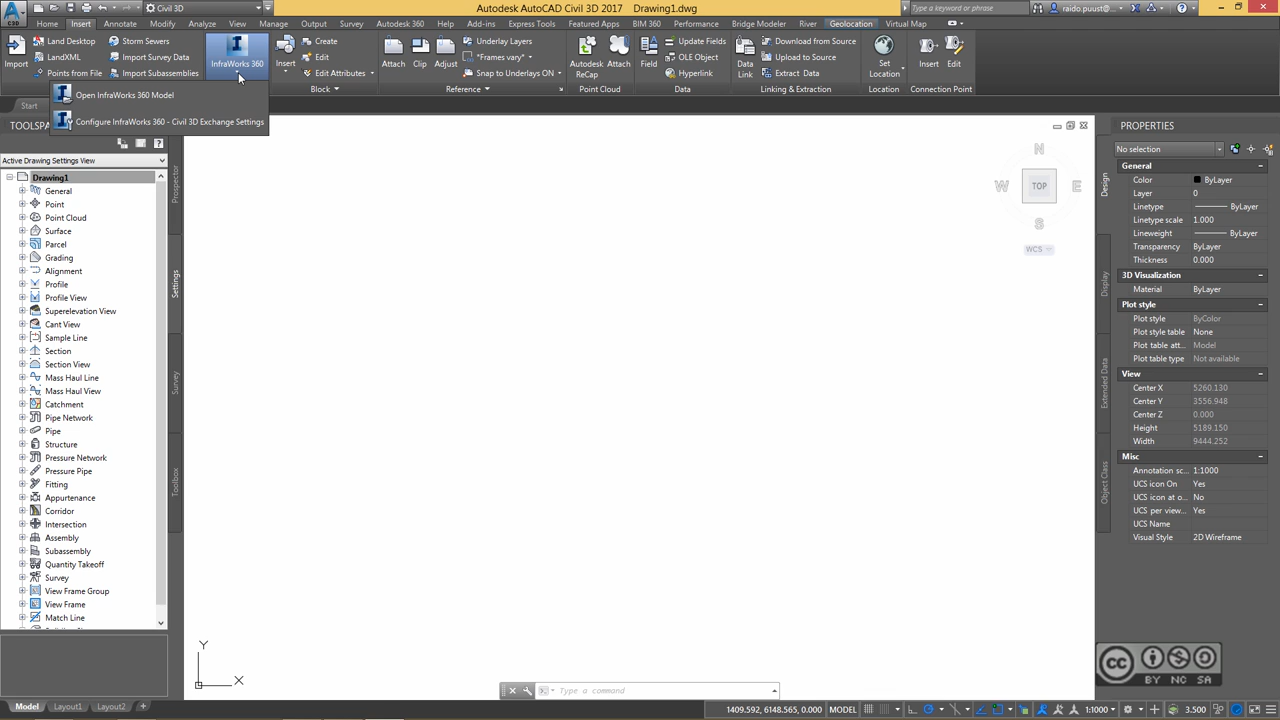 Civil 3D
Autodesk AutoCAD Civil 3D 2017 Drawing1.dwg
Type a keyword or phrase
raido.puust@...
Home Insert Annotate Modify Analyze View Manage Output Survey Autodesk 360 Help Add-ins Express Tools Featured Apps BIM 360 Performance Bridge Modeler River Geolocation Virtual Map
Import
Land Desktop
LandXML
Points from File
Storm Sewers
Import Survey Data
Import Subassemblies
InfraWorks 360
Insert
Create
Edit
Edit Attributes
Block
Attach
Clip
Adjust
Underlay Layers
*Frames vary*
Snap to Underlays ON
Reference
Autodesk
ReCap
Attach
Point Cloud
Field
Update Fields
OLE Object
Hyperlink
Data
Data
Link
Download from Source
Upload to Source
Extract Data
Linking & Extraction
Set
Location
Location
Insert
Edit
Connection Point
Open InfraWorks 360 Model
Configure InfraWorks 360 - Civil 3D Exchange Settings
Start
TOOLSPA
Active Drawing Settings View
Drawing1
General
Point
Point Cloud
Surface
Parcel
Grading
Alignment
Profile
Profile View
Superelevation View
Cant View
Sample Line
Section
Section View
Mass Haul Line
Mass Haul View
Catchment
Pipe Network
Pipe
Structure
Pressure Network
Pressure Pipe
Fitting
Appurtenance
Corridor
Intersection
Assembly
Subassembly
Quantity Takeoff
Survey
View Frame Group
View Frame
Match Line
Prospector
Settings
Survey
Toolbox
N
W TOP E
S
WCS
Y
X
Type a command
PROPERTIES
No selection
General
Color ByLayer
Layer 0
Linetype ByLayer
Linetype scale 1.000
Lineweight ByLayer
Transparency ByLayer
Thickness 0.000
3D Visualization
Material ByLayer
Plot style
Plot style ByColor
Plot style table None
Plot table att... Model
Plot table type Not available
View
Center X 5260.130
Center Y 3556.948
Center Z 0.000
Height 5189.150
Width 9444.252
Misc
Annotation sc... 1:1000
UCS icon On Yes
UCS icon at o... No
UCS per view... Yes
UCS Name
Visual Style 2D Wireframe
Design
Display
Extended Data
Object Class
cc
BY NC SA
Model Layout1 Layout2 +
1409.592, 6148.565, 0.000 MODEL 1:1000 3.500